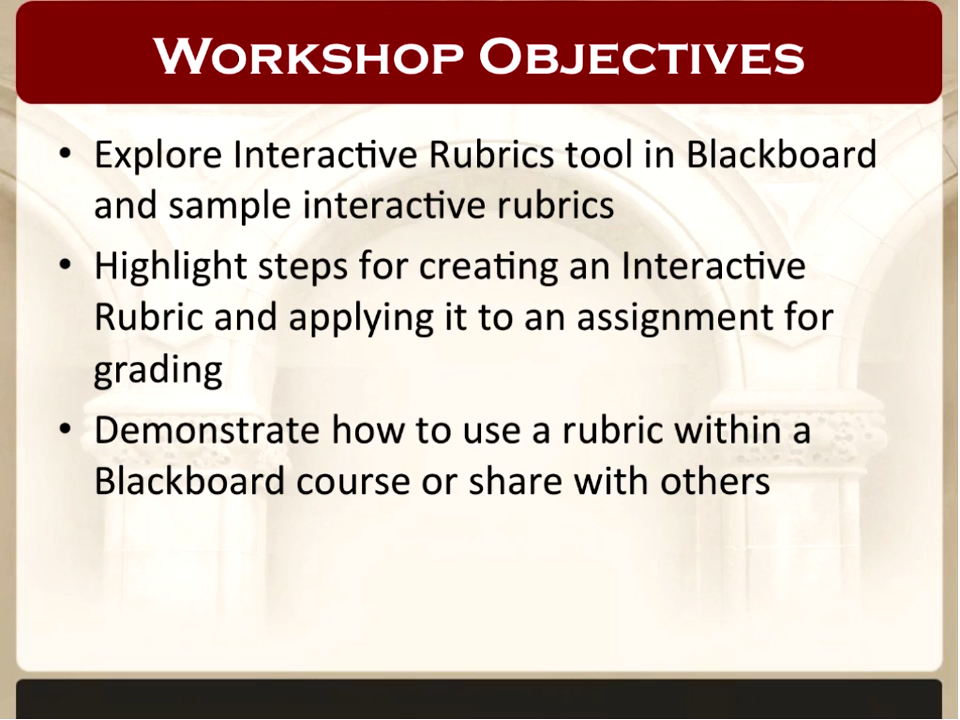 Workshop Objectives
• Explore Interactive Rubrics tool in Blackboard
and sample interactive rubrics
• Highlight steps for creating an Interactive
Rubric and applying it to an assignment for
grading
• Demonstrate how to use a rubric within a
Blackboard course or share with others